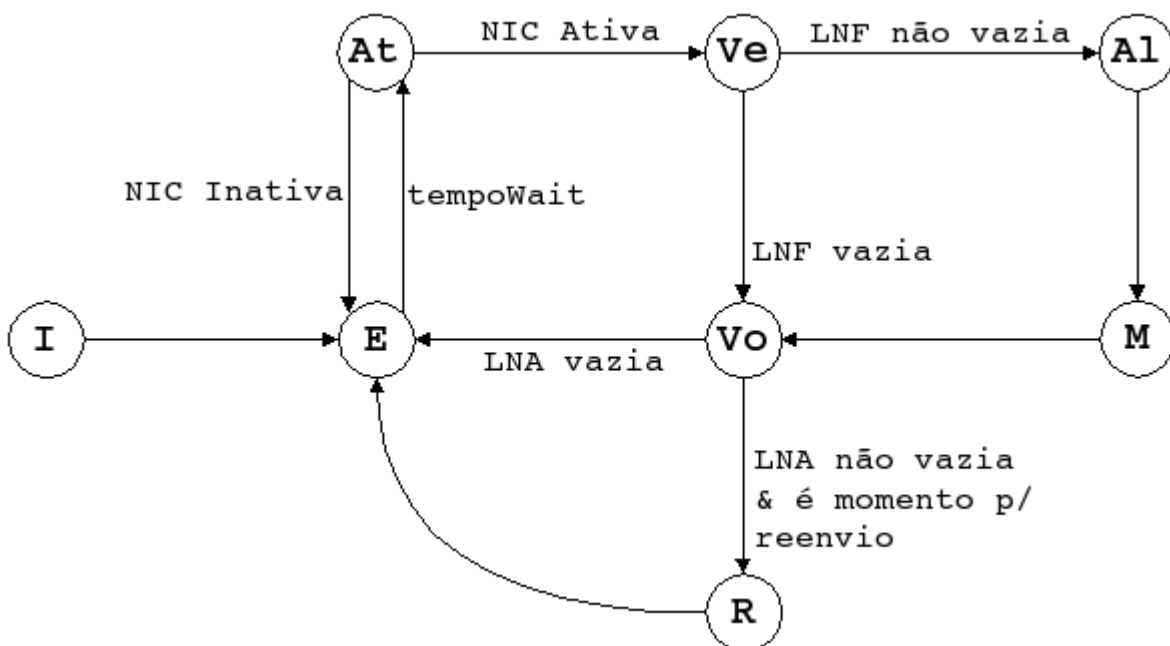 At
NIC Ativa
Ve
LNF não vazia
Al
NIC Inativa
tempoWait
LNF vazia
I
E
LNA vazia
Vo
M
LNA não vazia
& é momento p/
reenvio
R